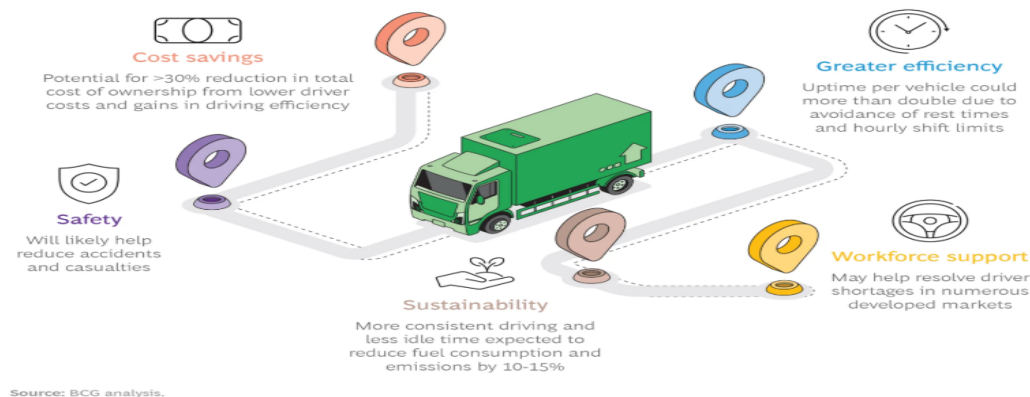 Cost savings
Potential for >30% reduction in total
cost of ownership from lower driver
costs and gains in driving efficiency
Greater efficiency
Uptime per vehicle could
more than double due to
avoidance of rest times
and hourly shift limits
Safety
Will likely help
reduce accidents
and casualties
Sustainability
More consistent driving and
less idle time expected to
reduce fuel consumption and
emissions by 10-15%
Workforce support
May help resolve driver
shortages in numerous
developed markets
Source: BCG analysis.